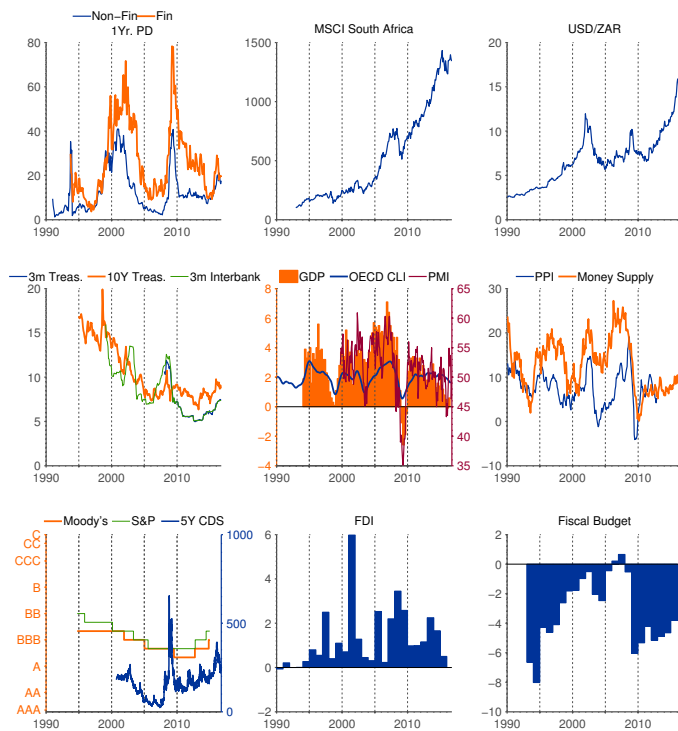 Non-Fin Fin
1Yr. PD
80
60
40
20
0
1990 2000 2010
MSCI South Africa
1500
1000
500
0
1990 2000 2010
USD/ZAR
20
15
10
5
0
1990 2000 2010
3m Treas. 10Y Treas. 3m Interbank
20
15
10
5
0
1990 2000 2010
GDP OECD CLI PMI
8
6
4
2
0
-2
-4
65
60
55
50
45
40
35
1990 2000 2010
PPI Money Supply
30
20
10
0
-10
1990 2000 2010
Moody's S&P 5Y CDS
C
CC
CCC
B
BB
BBB
A
AA
AAA
1000
500
0
1990 2000 2010
FDI
6
4
2
0
-2
1990 2000 2010
Fiscal Budget
2
0
-2
-4
-6
-8
-10
1990 2000 2010